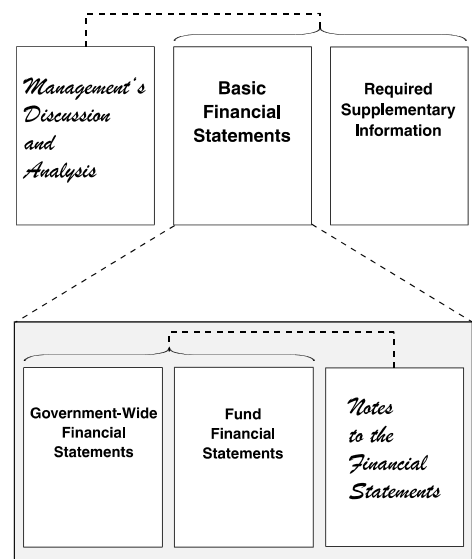 Management's
Discussion
and
Analysis
Basic
Financial
Statements
Required
Supplementary
Information
Government-Wide
Financial
Statements
Fund
Financial
Statements
Notes
to the
Financial
Statements